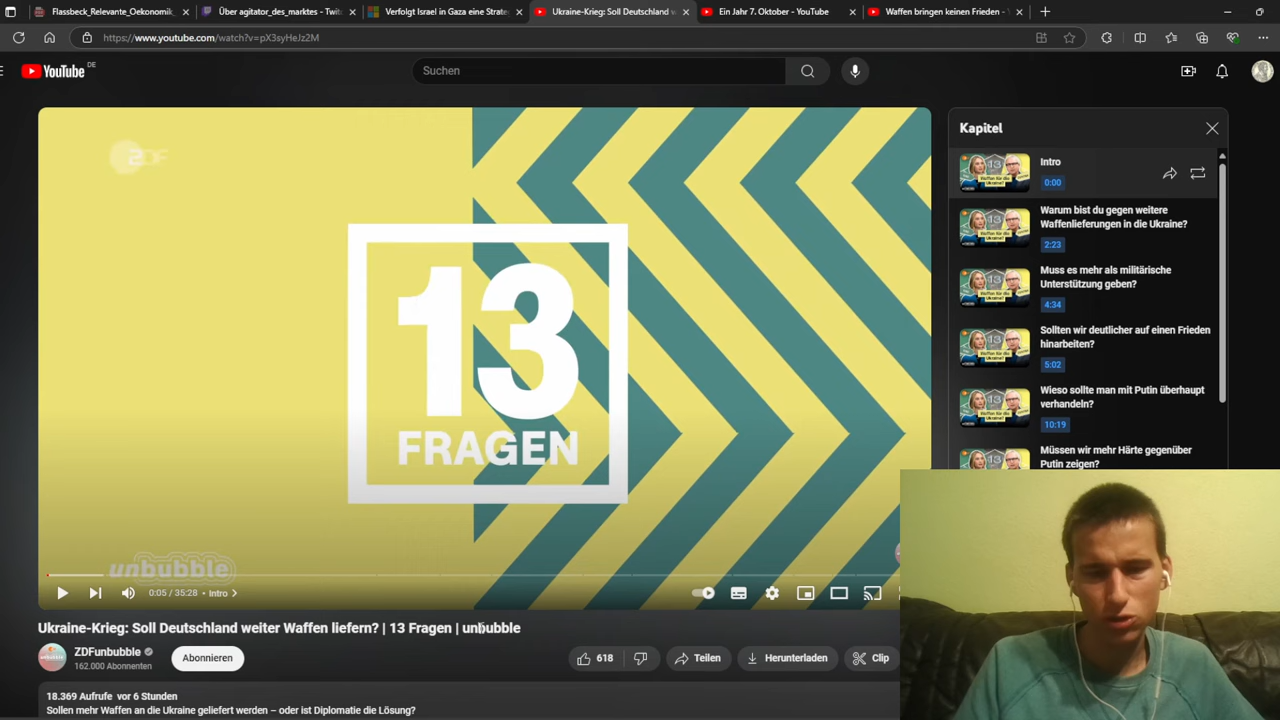 Flassbeck_Relevante_Oekonomik_
Über agitator_des_marktes - Twit
Verfolgt Israel in Gaza eine Strate
Ukraine-Krieg: Soll Deutschland w
Ein Jahr 7. Oktober - YouTube
Waffen bringen keinen Frieden - Y
https://www.youtube.com/watch?v=pX3syHeJz2M
YouTube DE
Suchen
ZDF
13
FRAGEN
unbubble
0:05 / 35:28 • Intro
Ukraine-Krieg: Soll Deutschland weiter Waffen liefern? | 13 Fragen | unbubble
ZDFunbubble
162.000 Abonnenten
Abonnieren
618
Teilen
Herunterladen
Clip
18.369 Aufrufe vor 6 Stunden
Sollen mehr Waffen an die Ukraine geliefert werden – oder ist Diplomatie die Lösung?
Kapitel
Intro
0:00
Warum bist du gegen weitere
Waffenlieferungen in die Ukraine?
2:23
Muss es mehr als militärische
Unterstützung geben?
4:34
Sollten wir deutlicher auf einen Frieden
hinarbeiten?
5:02
Wieso sollte man mit Putin überhaupt
verhandeln?
10:19
Müssen wir mehr Härte gegenüber
Putin zeigen?